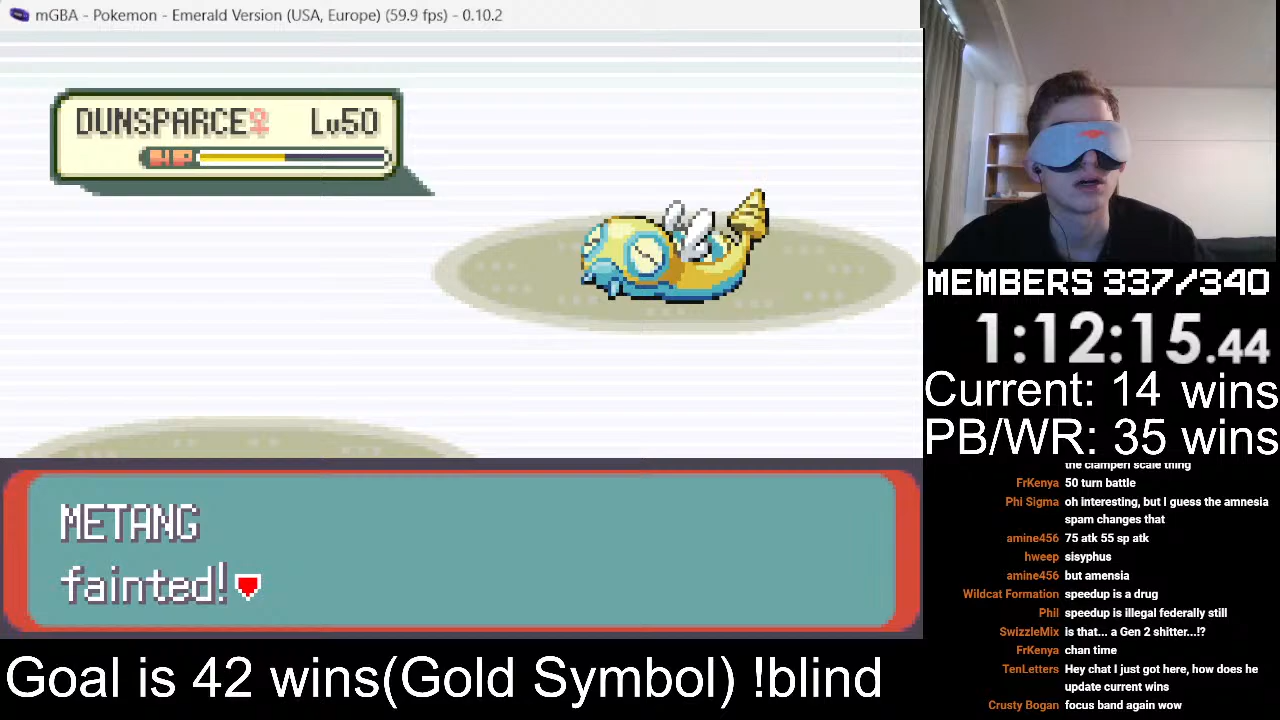 mGBA - Pokemon - Emerald Version (USA, Europe) (59.9 fps) - 0.10.2
DUNSPARCE♀ Lv50
HP
METANG
fainted!
MEMBERS 337/340
1:12:15.44
Current: 14 wins
PB/WR: 35 wins
the clamperl scale thing
FrKenya 50 turn battle
Phi Sigma oh interesting, but I guess the amnesia
spam changes that
amine456 75 atk 55 sp atk
hweep sisyphus
amine456 but amensia
Wildcat Formation speedup is a drug
Phil speedup is illegal federally still
SwizzleMix is that... a Gen 2 shitter...!?
FrKenya chan time
TenLetters Hey chat I just got here, how does he
update current wins
Crusty Bogan focus band again wow
Goal is 42 wins(Gold Symbol) !blind